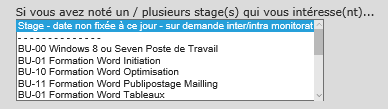 Si vous avez noté un / plusieurs stage(s) qui vous intéresse(nt)...
Stage - date non fixée à ce jour - sur demande inter/intra monitorat
- - - - - - - - - - - - - -
BU-00 Windows 8 ou Seven Poste de Travail
BU-01 Formation Word Initiation
BU-10 Formation Word Optimisation
BU-11 Formation Word Publipostage Mailling
BU-01 Formation Word Tableaux